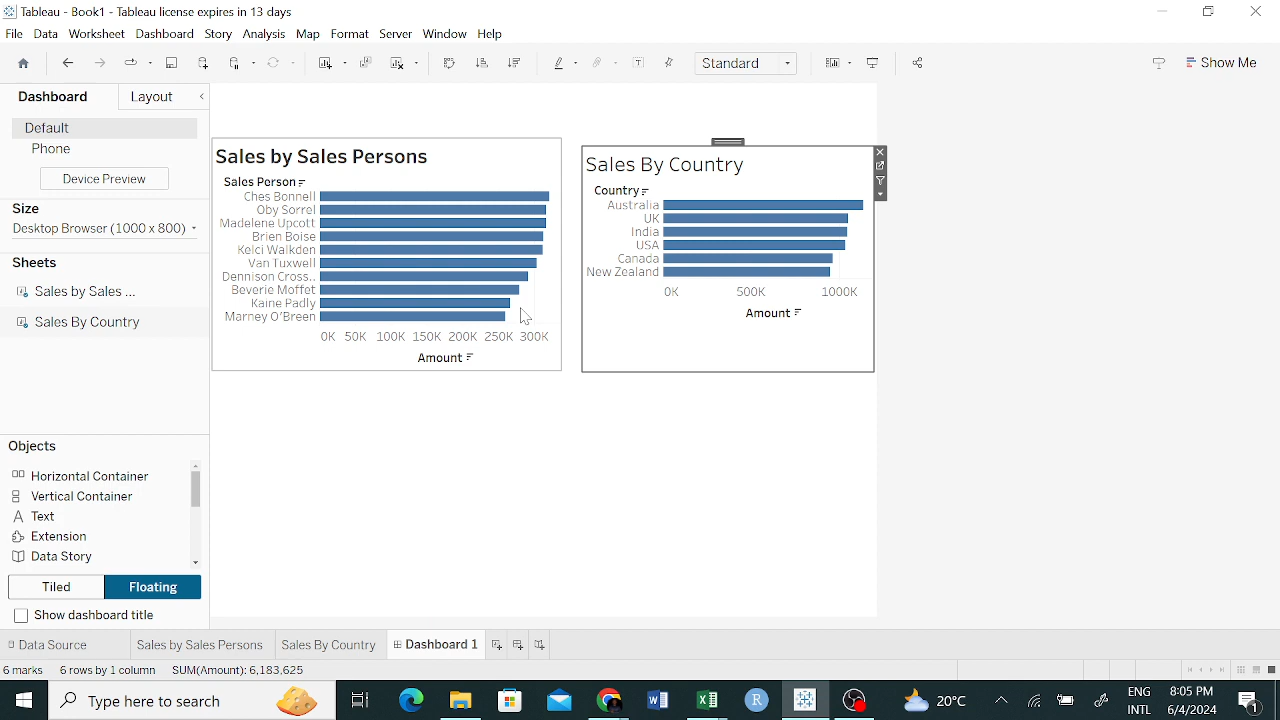 Tableau - Book1 - Tableau license expires in 13 days
File Data Worksheet Dashboard Story Analysis Map Format Server Window Help
Standard
Show Me
Dashboard
Layout
Default
Phone
Device Preview
Size
Desktop Browser (1000 x 800)
Sheets
Sales by Sales ...
Sales By Country
Objects
Horizontal Container
Vertical Container
A Text
Extension
Data Story
Tiled
Floating
Show dashboard title
Sales by Sales Persons
Sales Person
Ches Bonnell
Oby Sorrel
Madelene Upcott
Brien Boise
Kelci Walkden
Van Tuxwell
Dennison Cross..
Beverie Moffet
Kaine Padly
Marney O'Breen
0K 50K 100K 150K 200K 250K 300K
Amount
Sales By Country
Country
Australia
UK
India
USA
Canada
New Zealand
0K 500K 1000K
Amount
Data Source
Sales by Sales Persons
Sales By Country
Dashboard 1
6 marks 6 rows by 1 column SUM(Amount): 6,183,625
Type here to search
20°C
ENG
INTL
8:05 PM
6/4/2024
1